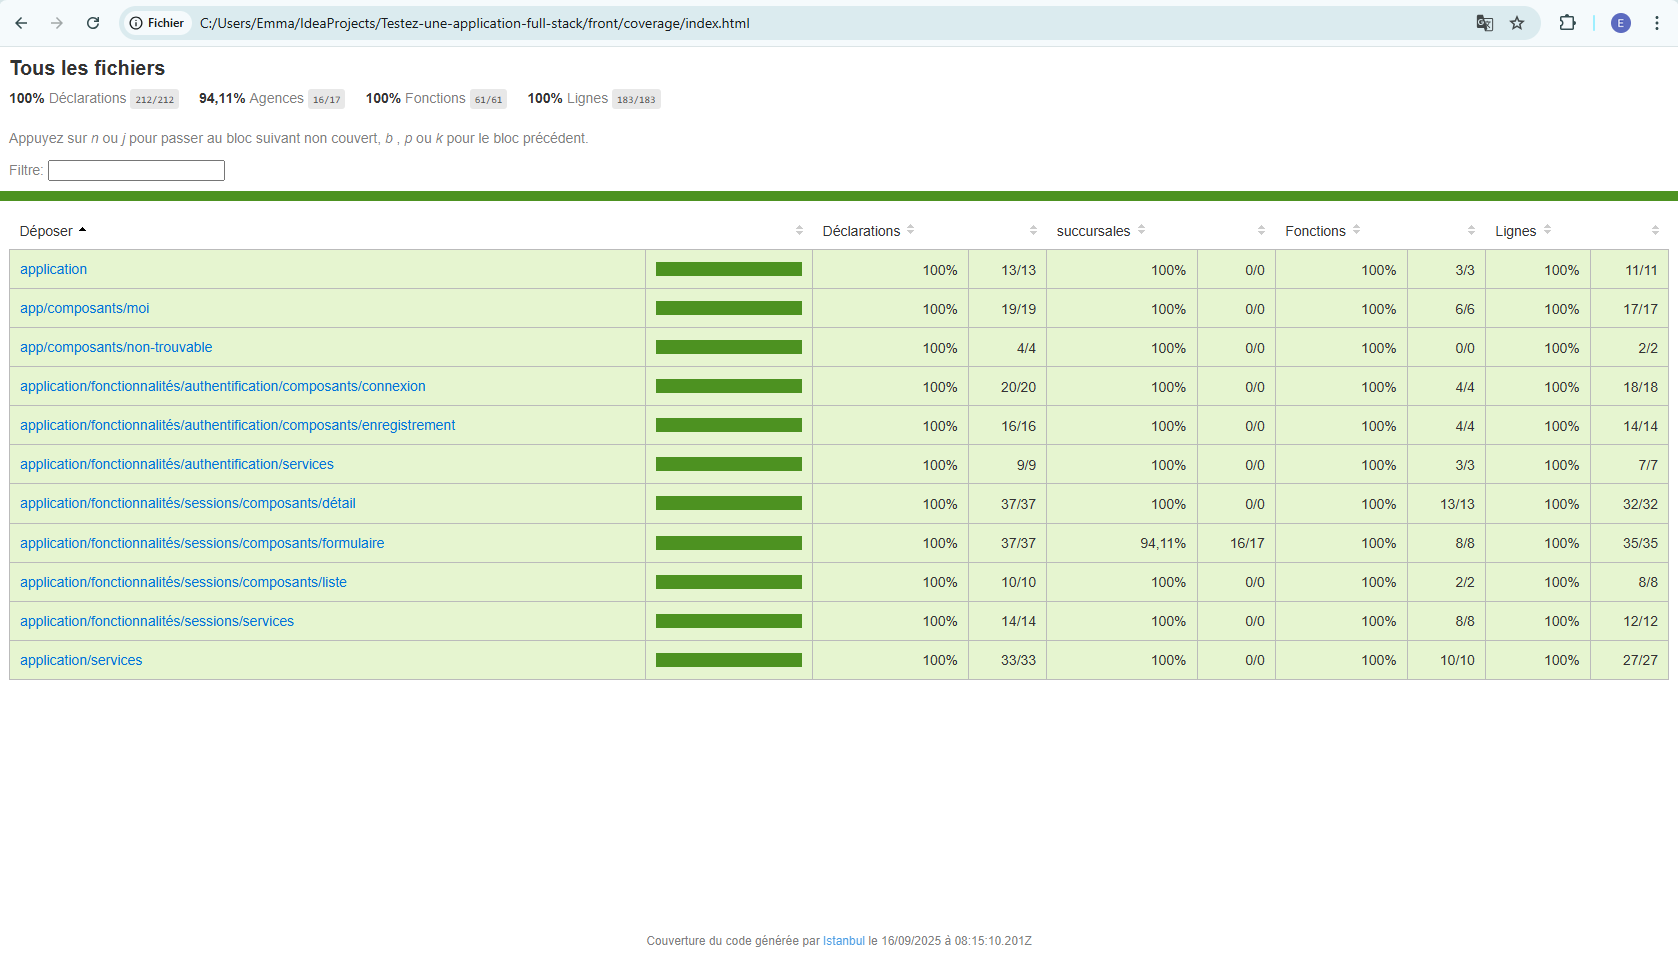 Fichier C:/Users/Emma/IdeaProjects/Testez-une-application-full-stack/front/coverage/index.html E
Tous les fichiers
100% Déclarations 212/212 94,11% Agences 16/17 100% Fonctions 61/61 100% Lignes 183/183
Appuyez sur n ou j pour passer au bloc suivant non couvert, b , p ou k pour le bloc précédent.
Filtre:
Déposer Déclarations succursales Fonctions Lignes
application 100% 13/13 100% 0/0 100% 3/3 100% 11/11
app/composants/moi 100% 19/19 100% 0/0 100% 6/6 100% 17/17
app/composants/non-trouvable 100% 4/4 100% 0/0 100% 0/0 100% 2/2
application/fonctionnalités/authentification/composants/connexion 100% 20/20 100% 0/0 100% 4/4 100% 18/18
application/fonctionnalités/authentification/composants/enregistrement 100% 16/16 100% 0/0 100% 4/4 100% 14/14
application/fonctionnalités/authentification/services 100% 9/9 100% 0/0 100% 3/3 100% 7/7
application/fonctionnalités/sessions/composants/détail 100% 37/37 100% 0/0 100% 13/13 100% 32/32
application/fonctionnalités/sessions/composants/formulaire 100% 37/37 94,11% 16/17 100% 8/8 100% 35/35
application/fonctionnalités/sessions/composants/liste 100% 10/10 100% 0/0 100% 2/2 100% 8/8
application/fonctionnalités/sessions/services 100% 14/14 100% 0/0 100% 8/8 100% 12/12
application/services 100% 33/33 100% 0/0 100% 10/10 100% 27/27
Couverture du code générée par Istanbul le 16/09/2025 à 08:15:10.201Z